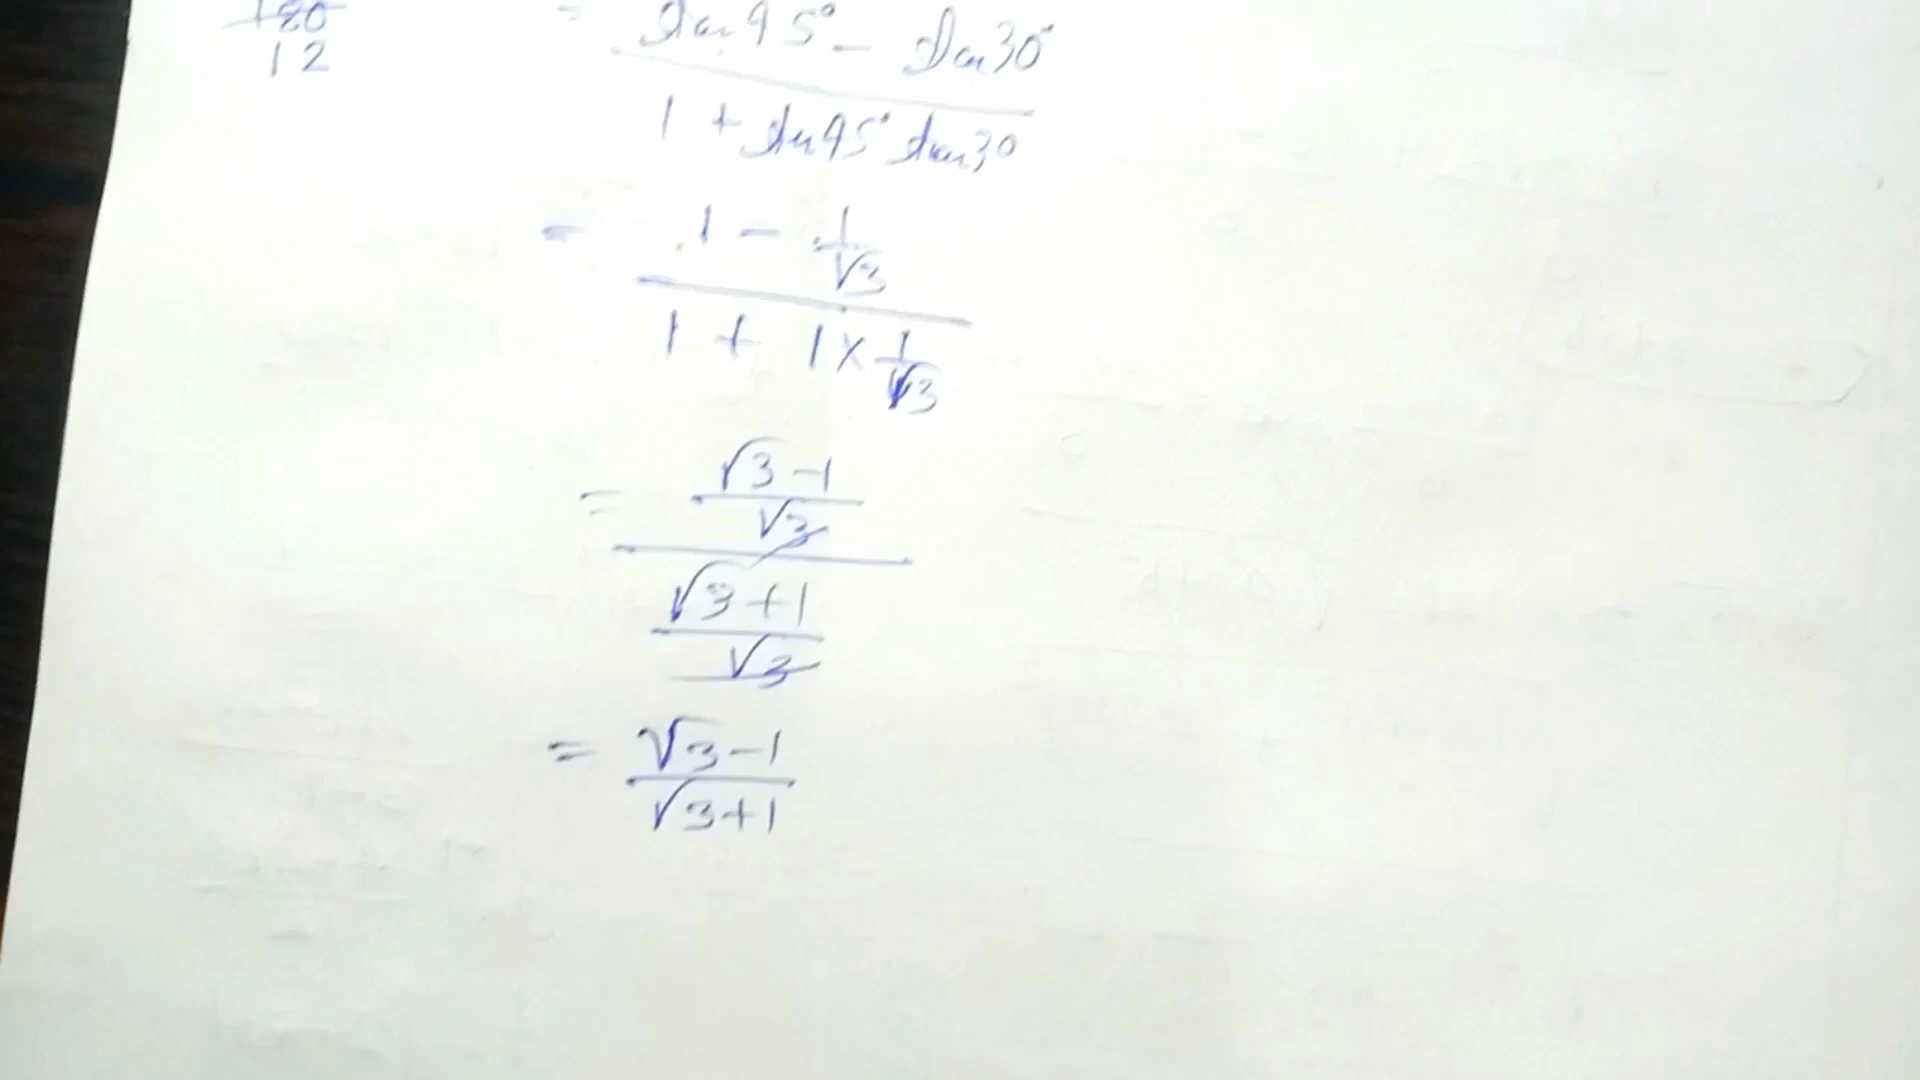 180
12
= tan 45° - tan 30°
1 + tan 45° tan 30
= 1 - 1/√3
1 + 1 × 1/√3
= √3 - 1
√3
√3 + 1
√3
= √3 - 1
√3 + 1